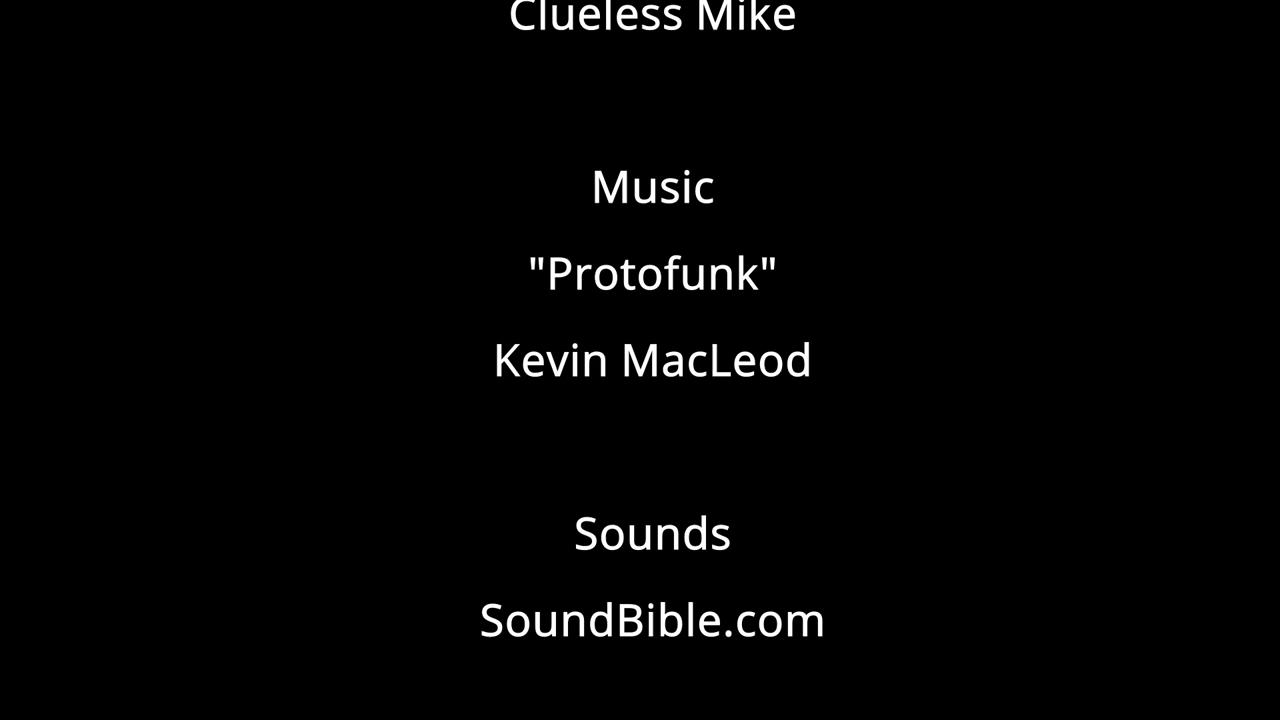 Clueless Mike
Music
"Protofunk"
Kevin MacLeod
Sounds
SoundBible.com